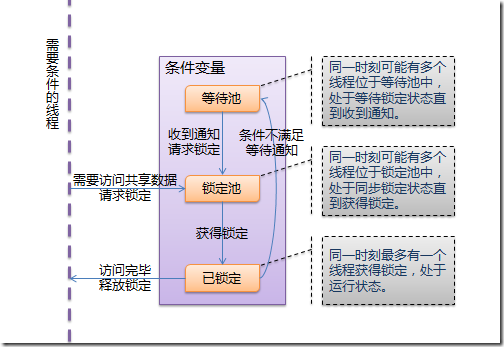 需要条件的线程
条件变量
等待池
收到通知
请求锁定
条件不满足
等待通知
需要访问共享数据
请求锁定
锁定池
获得锁定
访问完毕
释放锁定
已锁定
同一时刻可能有多个
线程位于等待池中，
处于等待锁定状态直
到收到通知。
同一时刻可能有多个
线程位于锁定池中，
处于同步锁定状态直
到获得锁定。
同一时刻最多有一个
线程获得锁定，处于
运行状态。